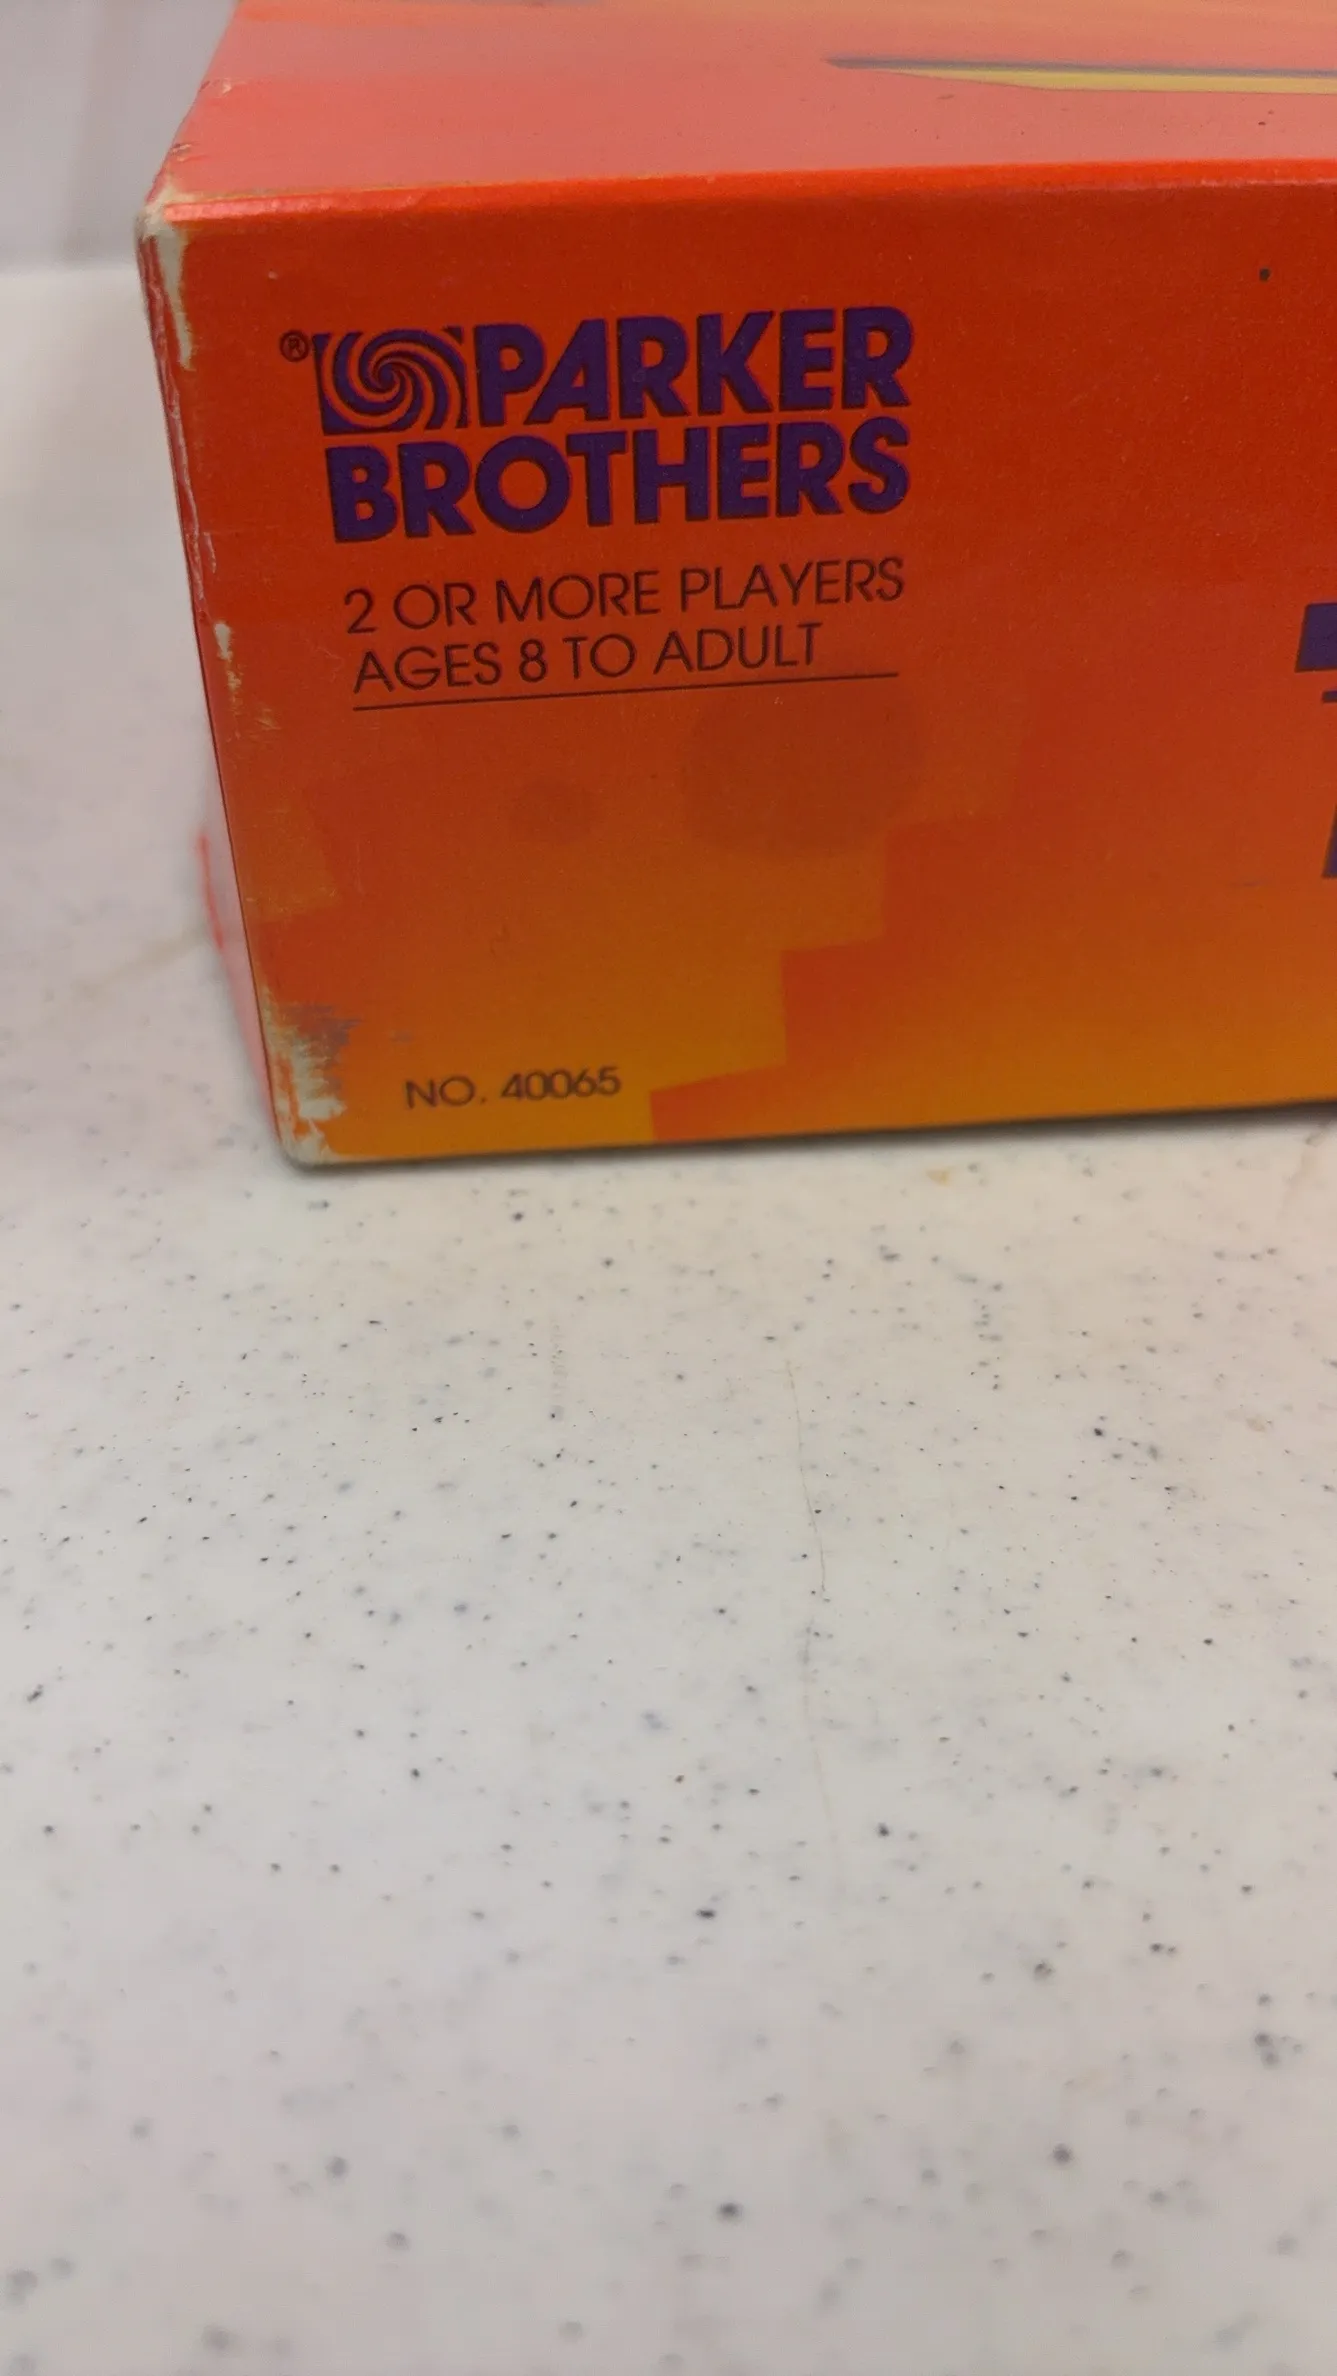 ® PARKER
BROTHERS
2 OR MORE PLAYERS
AGES 8 TO ADULT
NO. 40065